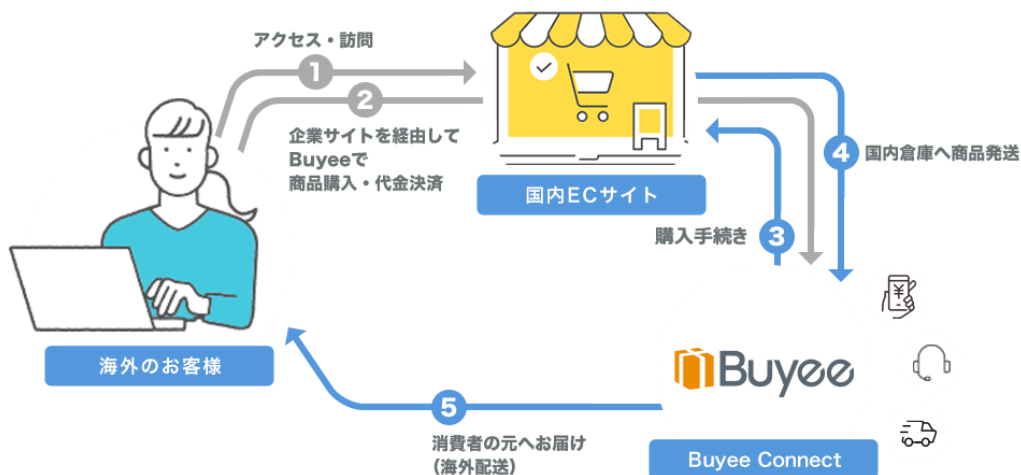 アクセス・訪問
1
2
企業サイトを経由して
Buyeeで
商品購入・代金決済
国内ECサイト
4
国内倉庫へ商品発送
購入手続き
3
¥
海外のお客様
Buyee
5
消費者の元へお届け
(海外配送)
Buyee Connect